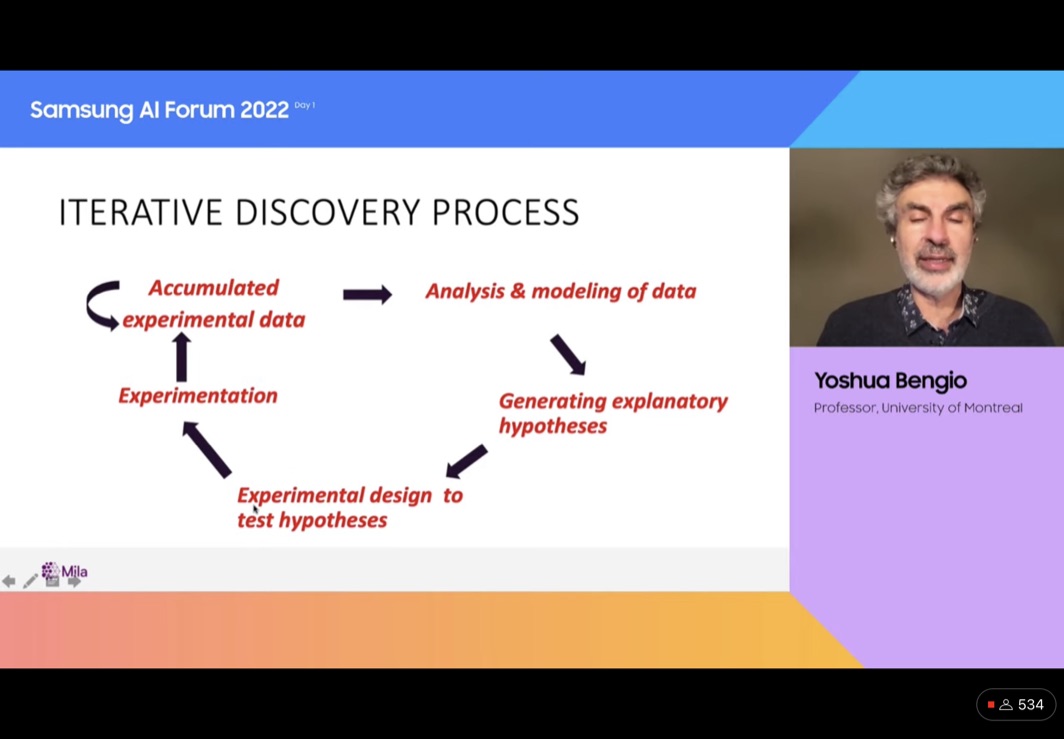 Samsung AI Forum 2022 Day 1
ITERATIVE DISCOVERY PROCESS
Accumulated
experimental data
Analysis & modeling of data
Experimentation
Generating explanatory
hypotheses
Experimental design to
test hypotheses
Mila
Yoshua Bengio
Professor, University of Montreal
534